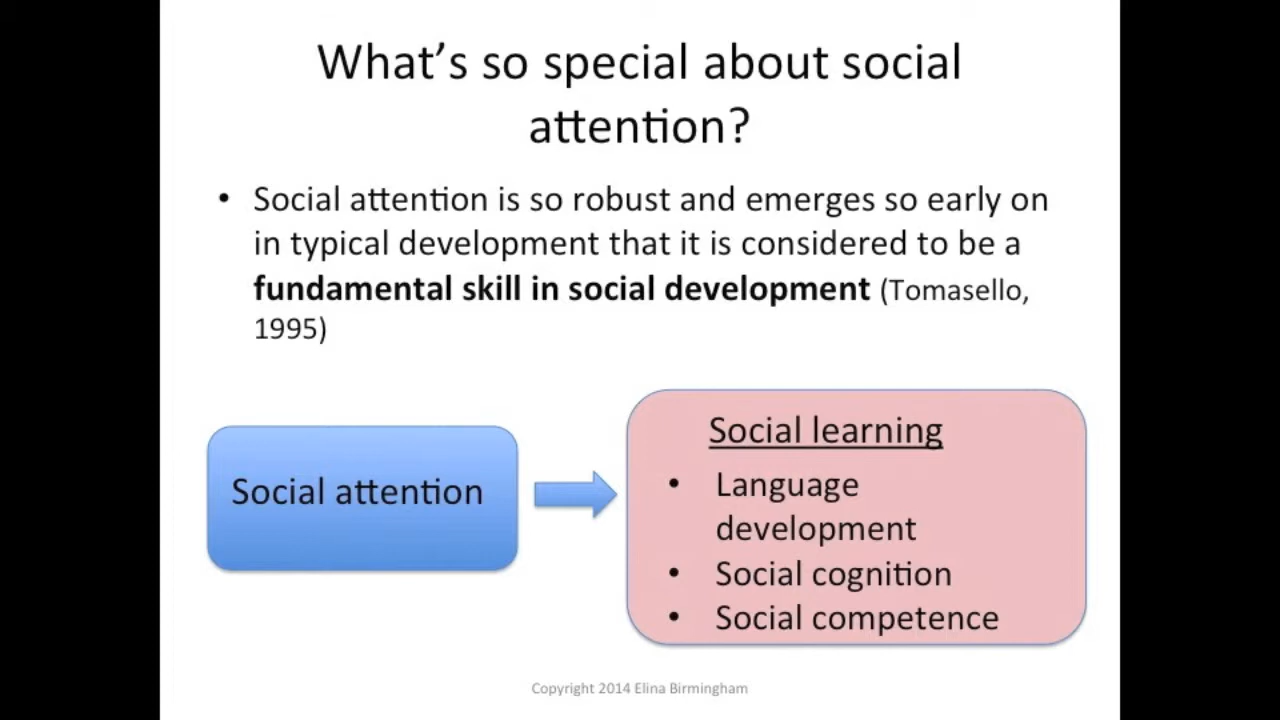 What's so special about social
attention?
• Social attention is so robust and emerges so early on
in typical development that it is considered to be a
fundamental skill in social development (Tomasello,
1995)
Social attention
Social learning
• Language
development
• Social cognition
• Social competence
Copyright 2014 Elina Birmingham